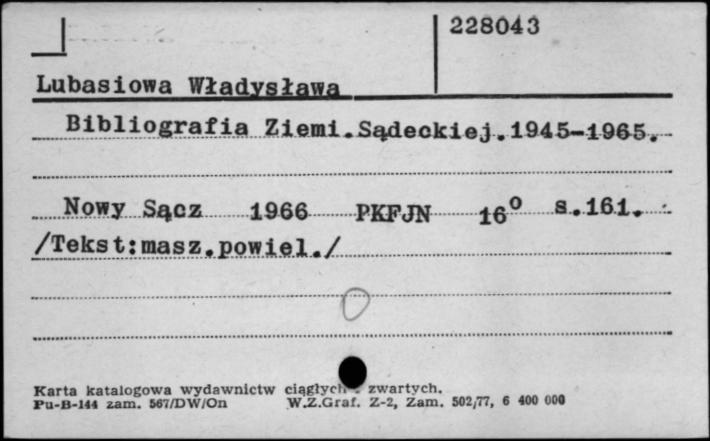 228043
Lubasiowa Władysława
Bibliografia Ziemi.Sądeckiej.1945-1965.
Nowy Sącz 1966 PKFJN 16⁰ s.161.
/Tekst:masz.powiel./
Karta katalogowa wydawnictw ciągłych i zwartych.
Pu-B-144 zam. 567/DW/On W.Z.Graf. Z-2, Zam. 502/77, 6 400 000